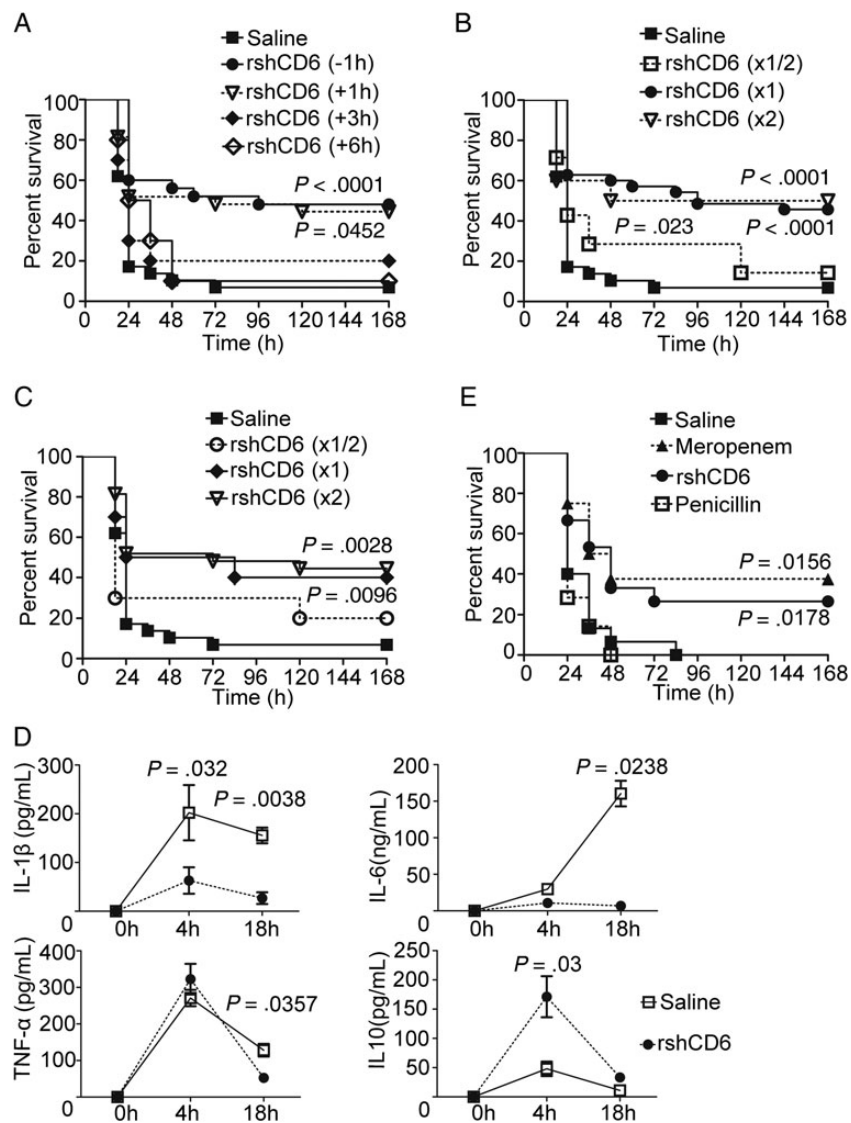 A
Saline
rshCD6 (-1h)
rshCD6 (+1h)
rshCD6 (+3h)
rshCD6 (+6h)
Percent survival
100
80
60
40
20
0
P < .0001
P = .0452
0 24 48 72 96 120 144 168
Time (h)
B
Saline
rshCD6 (x1/2)
rshCD6 (x1)
rshCD6 (x2)
Percent survival
100
80
60
40
20
0
P < .0001
P = .023
P < .0001
0 24 48 72 96 120 144 168
Time (h)
C
Saline
rshCD6 (x1/2)
rshCD6 (x1)
rshCD6 (x2)
Percent survival
100
80
60
40
20
0
P = .0028
P = .0096
0 24 48 72 96 120 144 168
Time (h)
E
Saline
Meropenem
rshCD6
Penicillin
Percent survival
100
80
60
40
20
0
P = .0156
P = .0178
0 24 48 72 96 120 144 168
Time (h)
D
IL-1β (pg/mL)
300
200
100
0
P = .032
P = .0038
0h 4h 18h
IL-6(ng/mL)
200
150
100
50
0
P = .0238
0h 4h 18h
TNF-α (pg/mL)
400
300
200
100
0
P = .0357
0h 4h 18h
IL10(pg/mL)
250
200
150
100
50
0
P = .03
0h 4h 18h
Saline
rshCD6